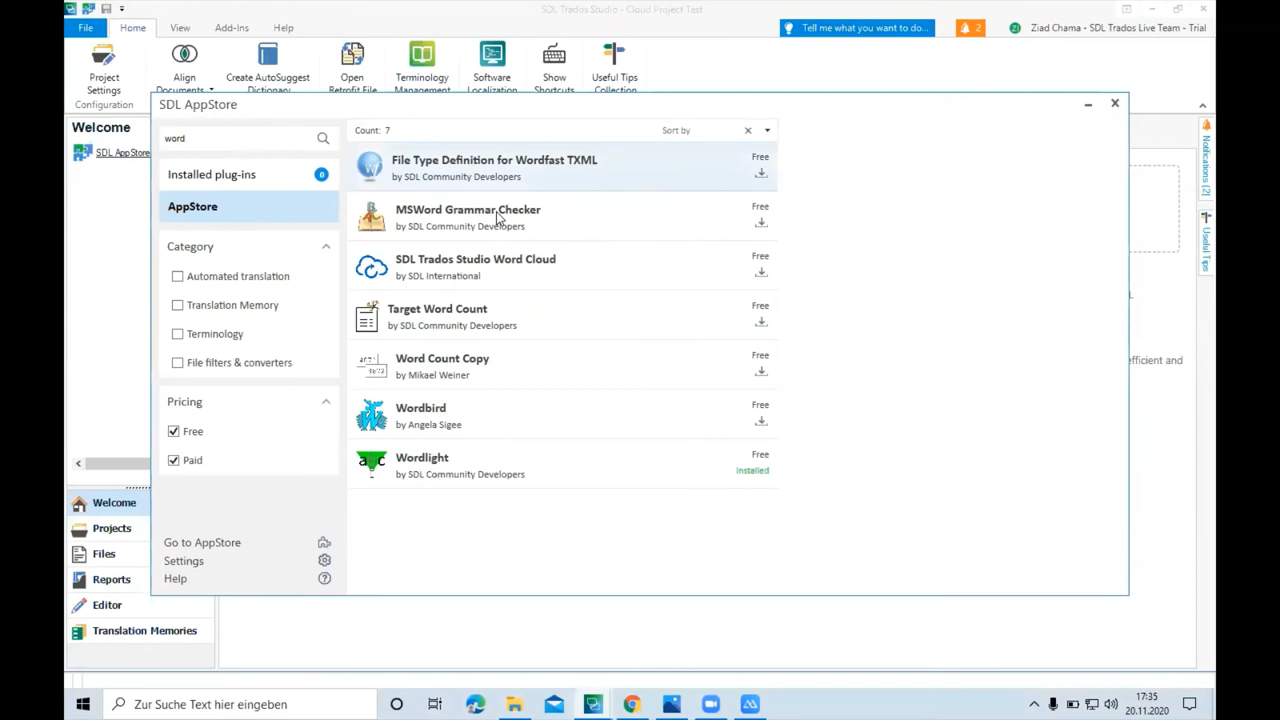 SDL Trados Studio - Cloud Project Test
File Home View Add-Ins Help
Tell me what you want to do...
2
Ziad Chama - SDL Trados Live Team - Trial
Project Settings
Align Documents
Create AutoSuggest Dictionary
Open Retrofit File
Terminology Management
Software Localization
Show Shortcuts
Useful Tips Collection
Configuration
Welcome
SDL AppStore
SDL AppStore
word
Installed plug-ins 0
AppStore
Category
Automated translation
Translation Memory
Terminology
File filters & converters
Pricing
Free
Paid
Go to AppStore
Settings
Help
Count: 7
Sort by
File Type Definition for Wordfast TXML
by SDL Community Developers
Free
MSWord Grammar Checker
by SDL Community Developers
Free
SDL Trados Studio Word Cloud
by SDL International
Free
Target Word Count
by SDL Community Developers
Free
Word Count Copy
by Mikael Weiner
Free
Wordbird
by Angela Sigee
Free
Wordlight
by SDL Community Developers
Free
Installed
Notifications (2)
Useful Tips
efficient and
Welcome
Projects
Files
Reports
Editor
Translation Memories
Zur Suche Text hier eingeben
17:35
20.11.2020